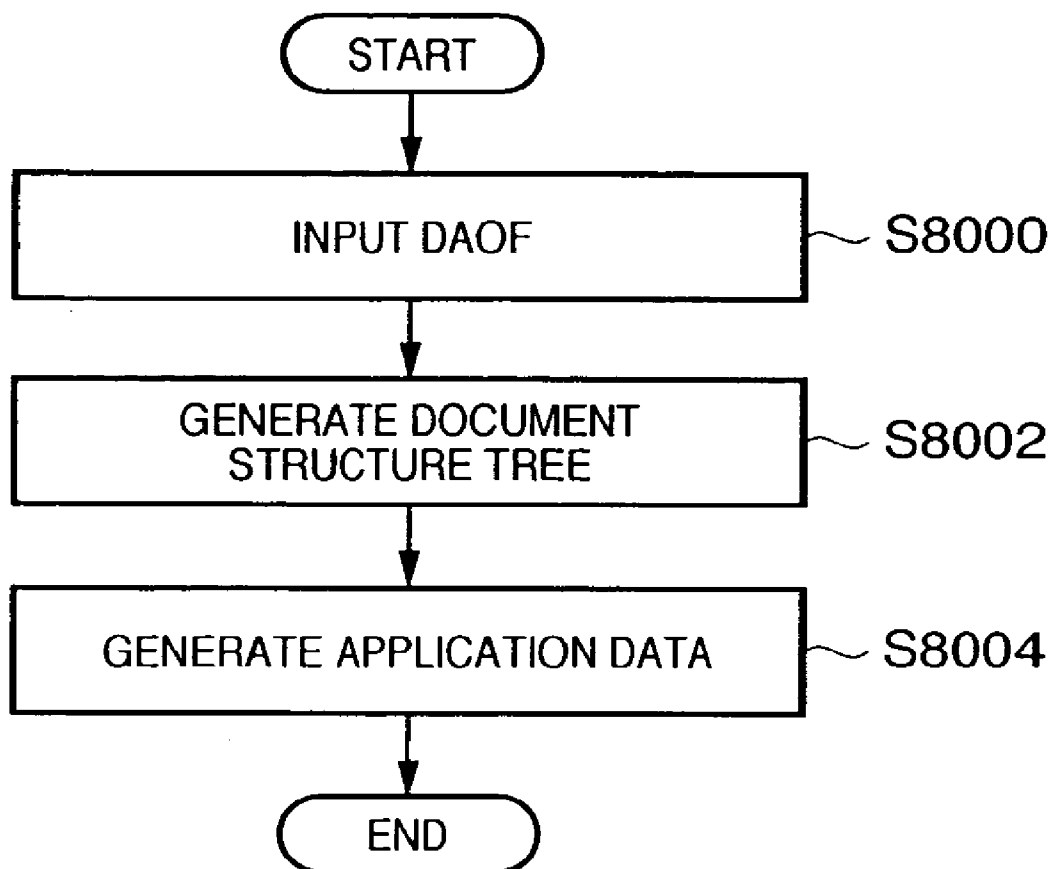 START
INPUT DAOF
S8000
GENERATE DOCUMENT
STRUCTURE TREE
S8002
GENERATE APPLICATION DATA
S8004
END